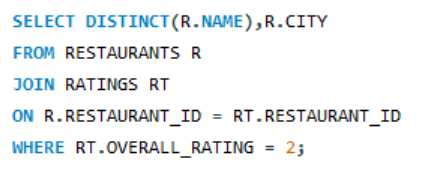 SELECT DISTINCT(R.NAME),R.CITY
FROM RESTAURANTS R
JOIN RATINGS RT
ON R.RESTAURANT_ID = RT.RESTAURANT_ID
WHERE RT.OVERALL_RATING = 2;